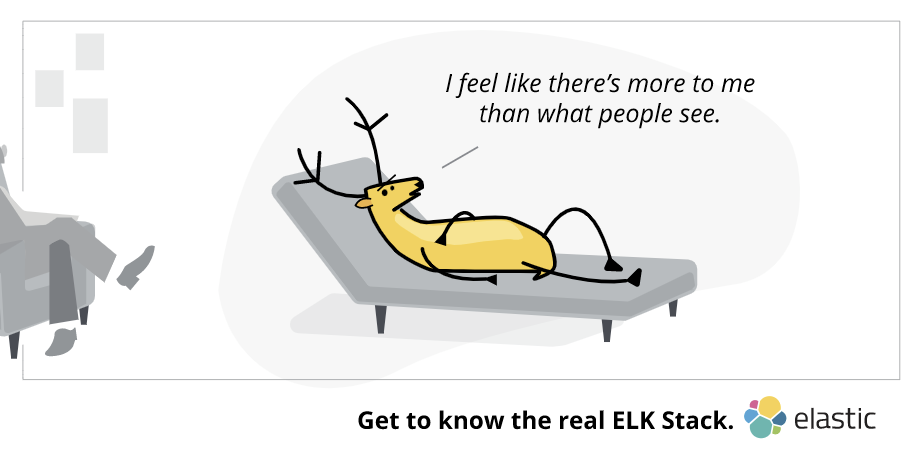 I feel like there’s more to me
than what people see.
Get to know the real ELK Stack.
elastic